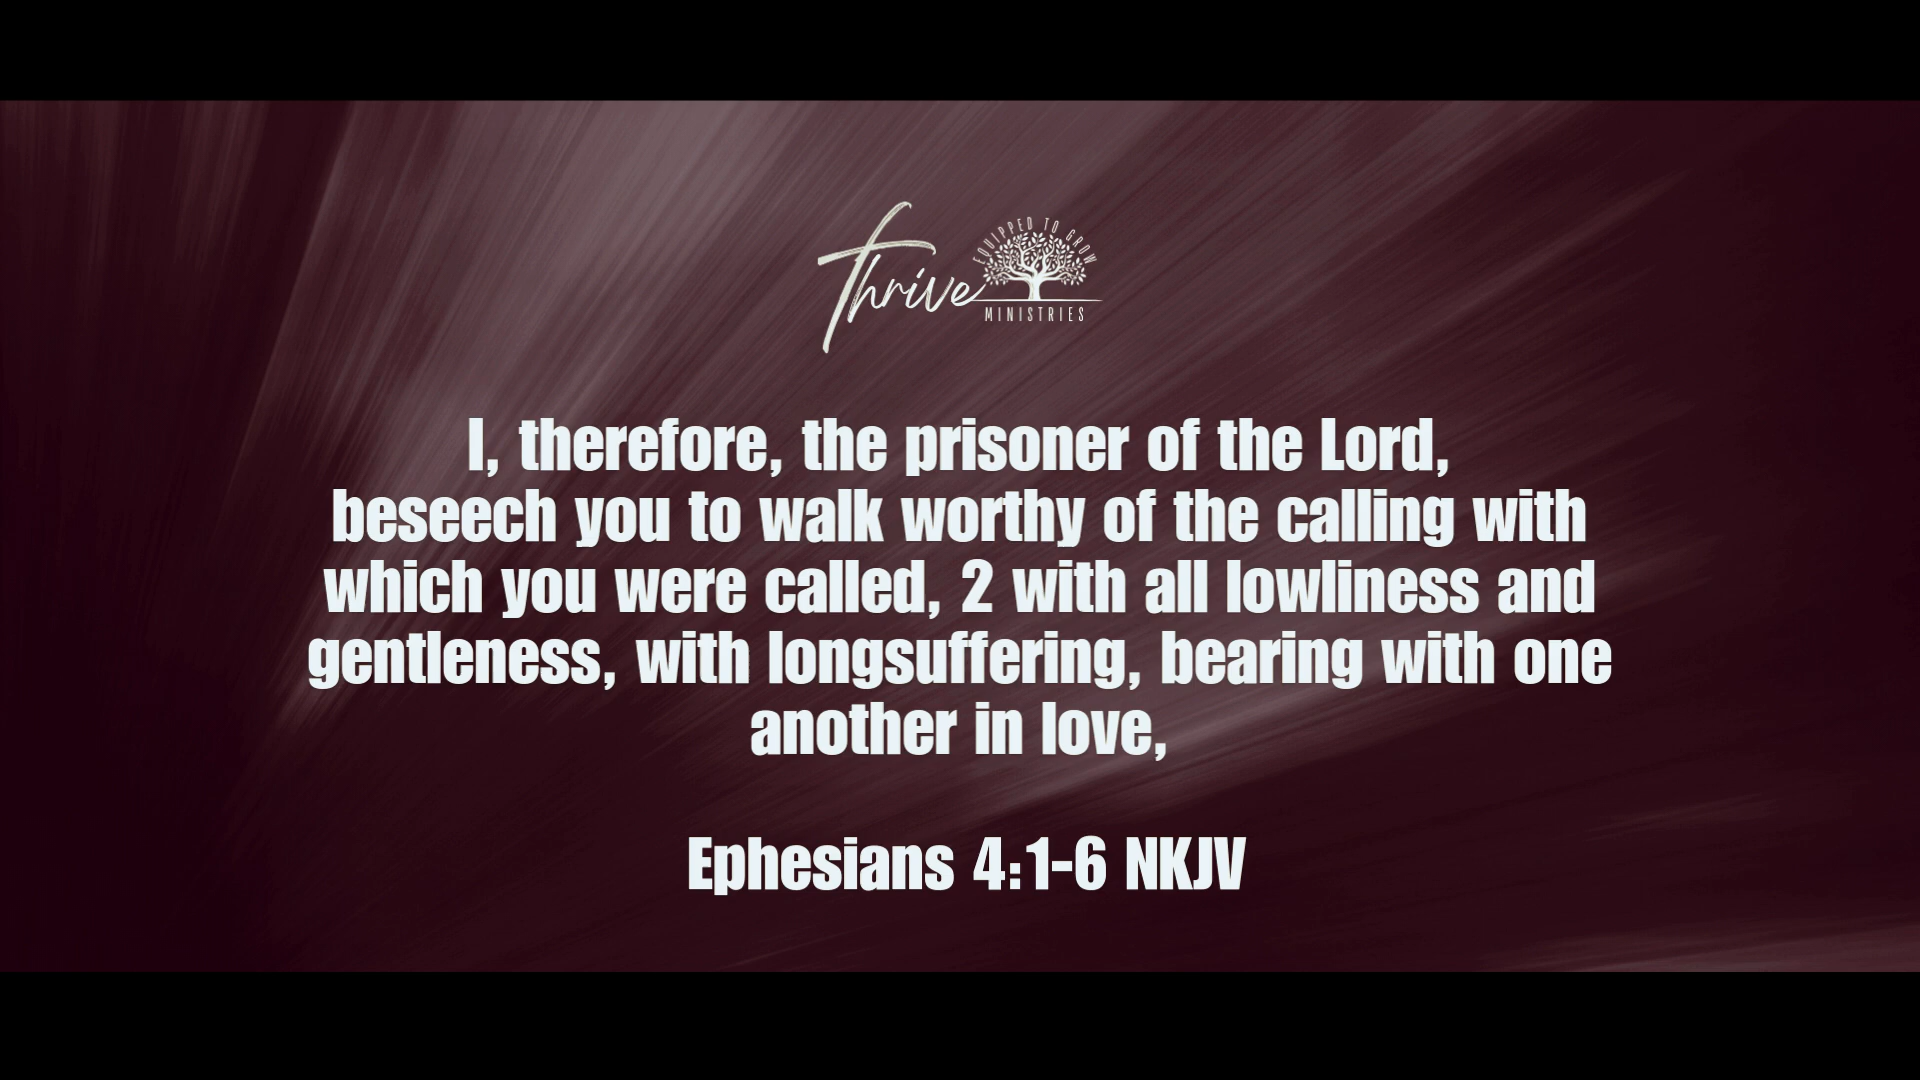 Thrive
EQUIPPED TO GROW
MINISTRIES
I, therefore, the prisoner of the Lord,
beseech you to walk worthy of the calling with
which you were called, 2 with all lowliness and
gentleness, with longsuffering, bearing with one
another in love,
Ephesians 4:1-6 NKJV